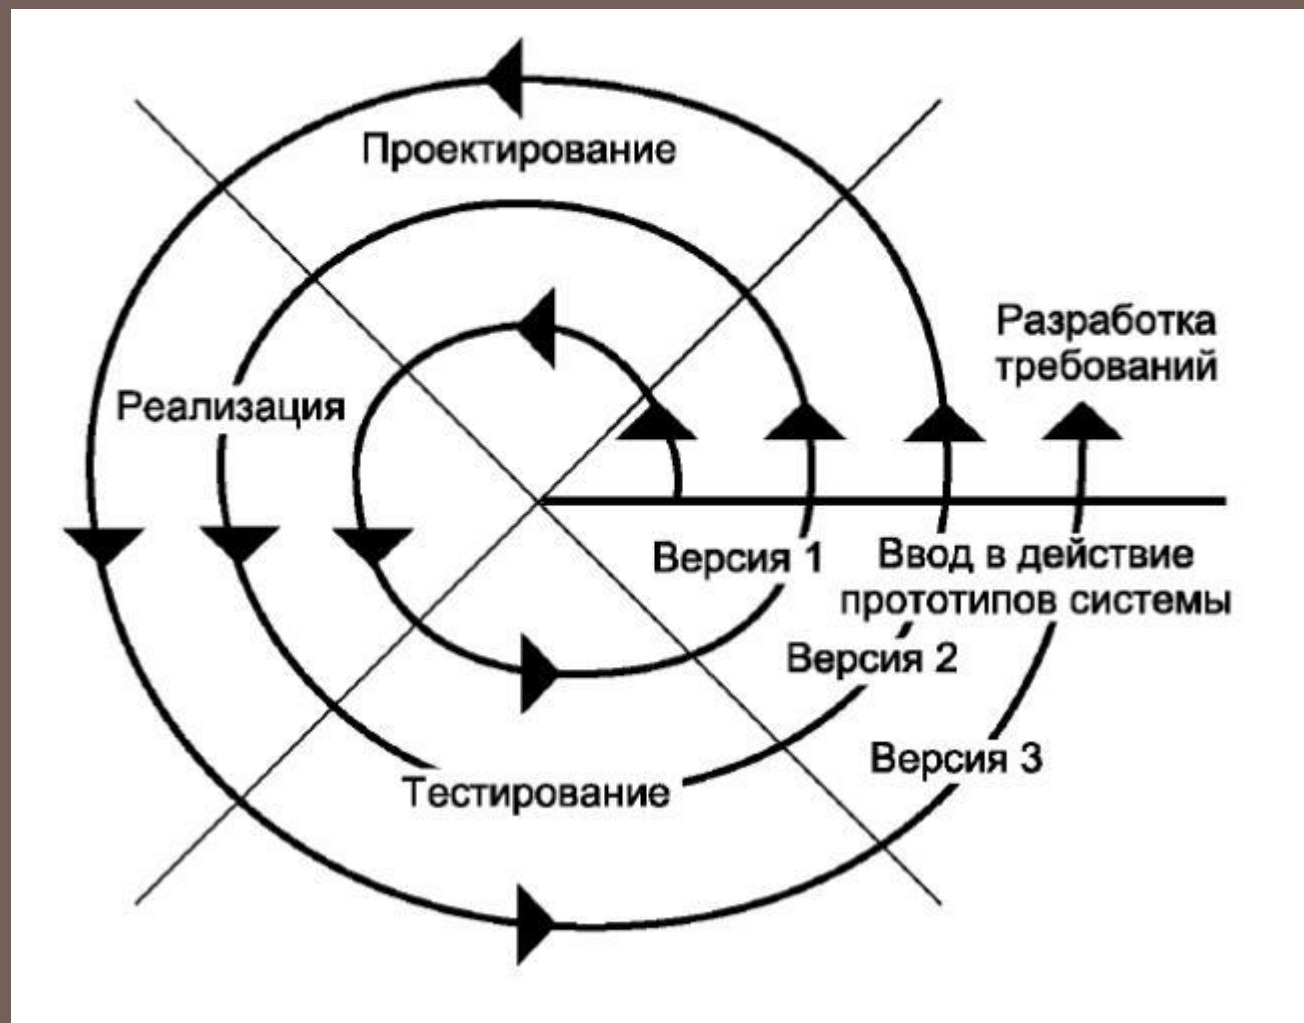 Проектирование
Разработка
требований
Реализация
Версия 1
Ввод в действие
прототипов системы
Версия 2
Версия 3
Тестирование